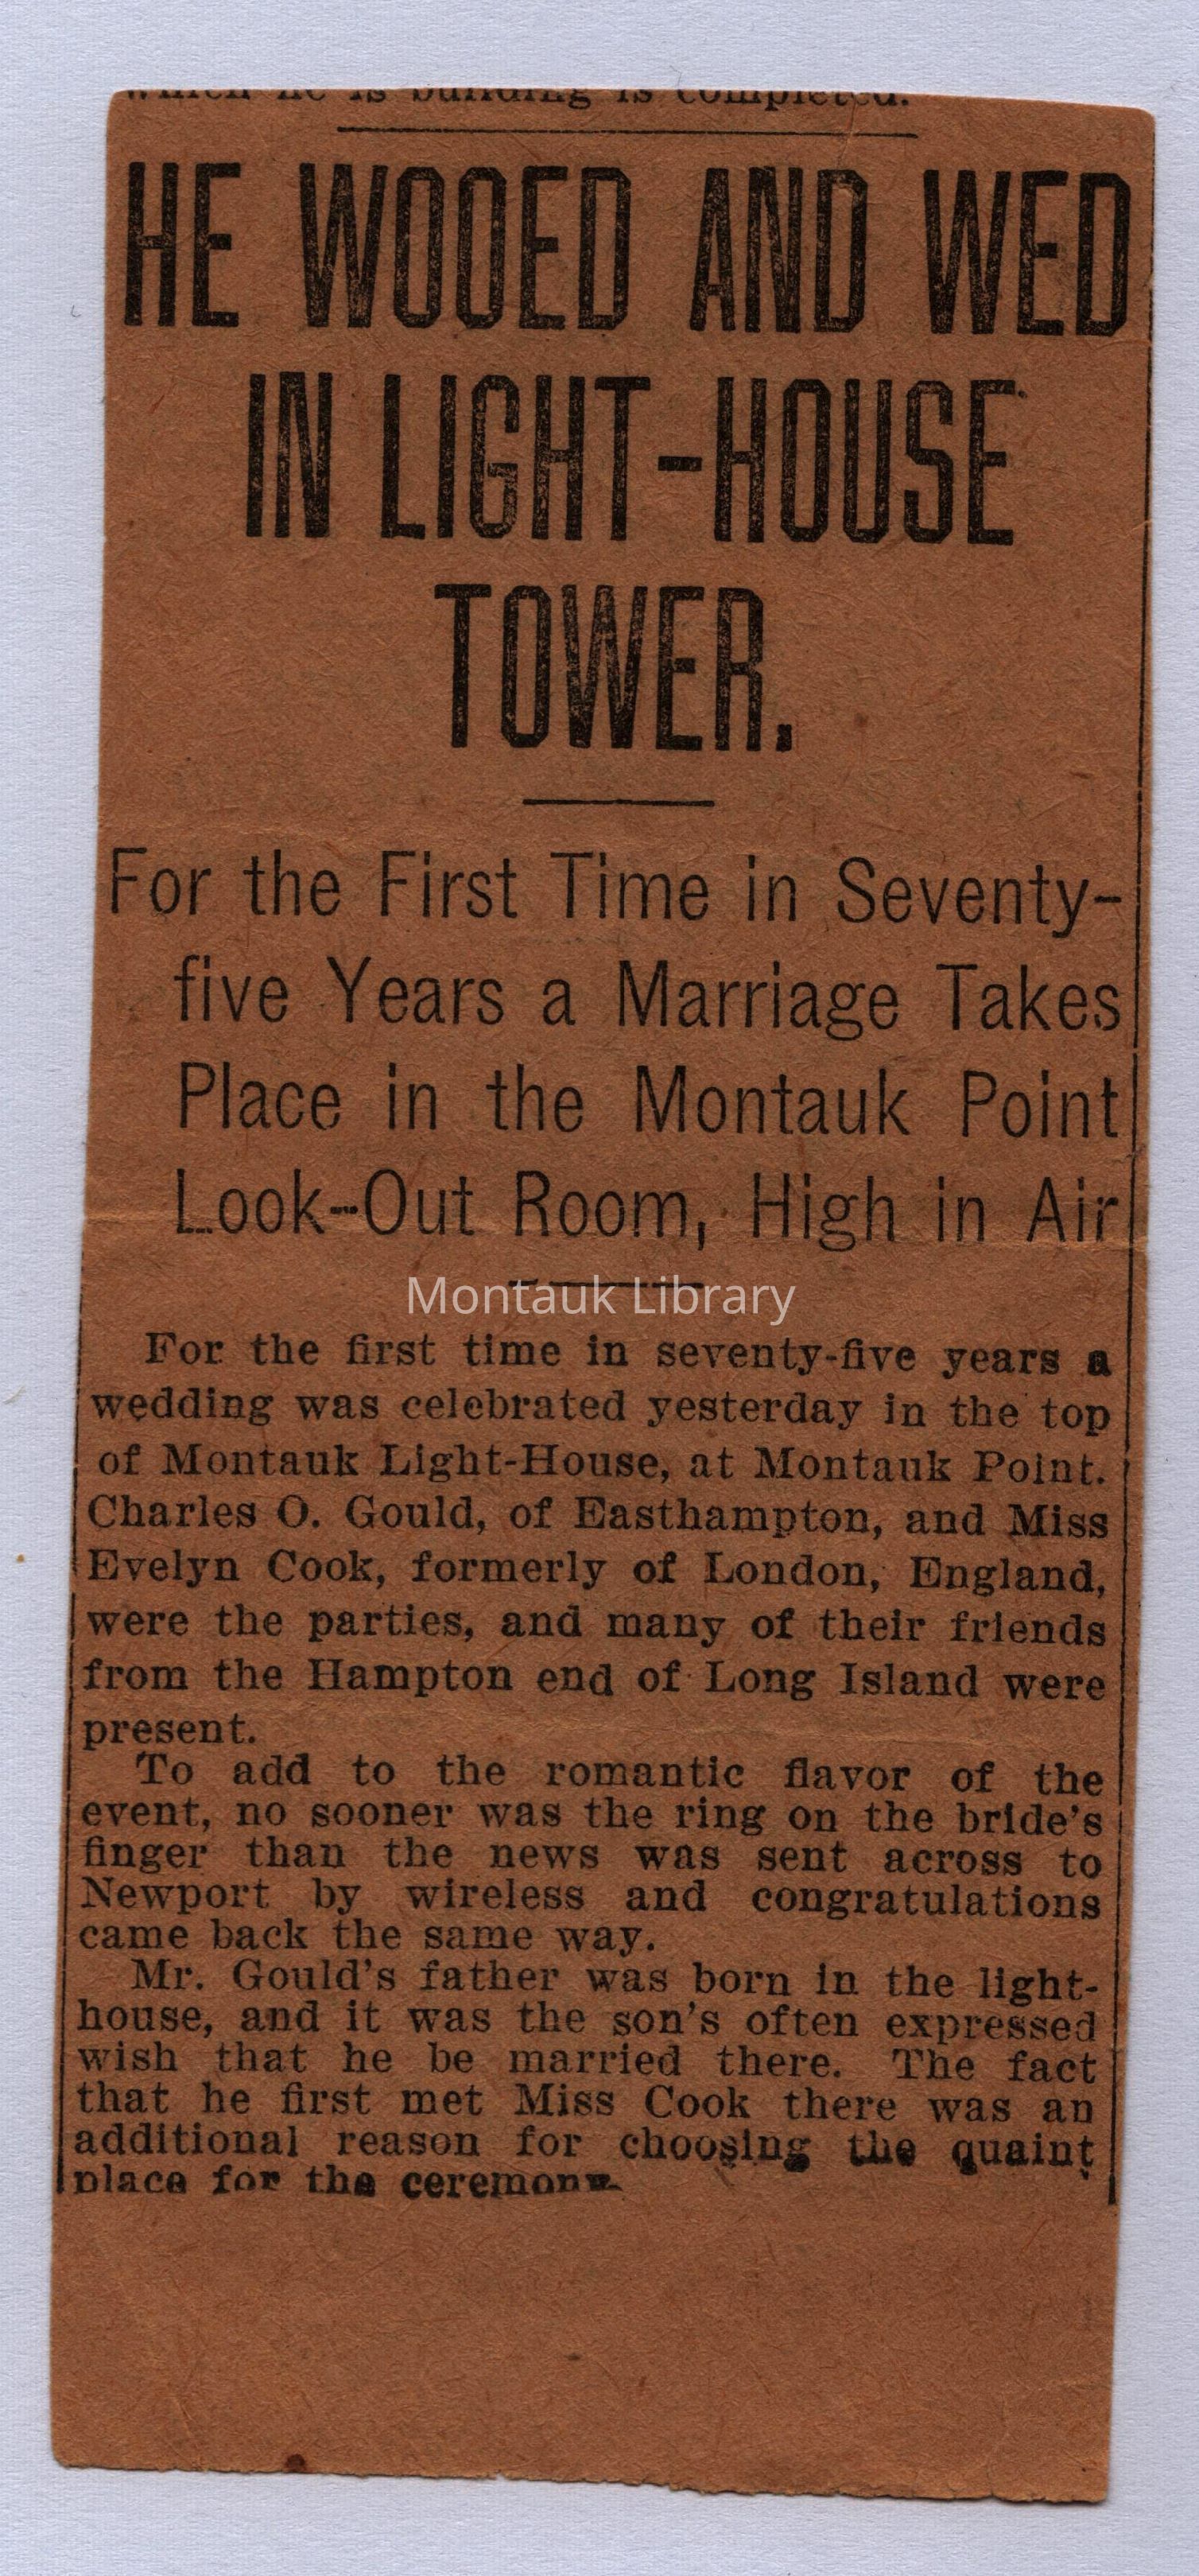 which he is building is completed.
HE WOOED AND WED
IN LIGHT-HOUSE
TOWER.
For the First Time in Seventy-
five Years a Marriage Takes
Place in the Montauk Point
Look-Out Room, High in Air
Montauk Library
For the first time in seventy-five years a
wedding was celebrated yesterday in the top
of Montauk Light-House, at Montauk Point.
Charles O. Gould, of Easthampton, and Miss
Evelyn Cook, formerly of London, England,
were the parties, and many of their friends
from the Hampton end of Long Island were
present.
To add to the romantic flavor of the
event, no sooner was the ring on the bride's
finger than the news was sent across to
Newport by wireless and congratulations
came back the same way.
Mr. Gould's father was born in the light-
house, and it was the son's often expressed
wish that he be married there. The fact
that he first met Miss Cook there was an
additional reason for choosing the quaint
place for the ceremony.